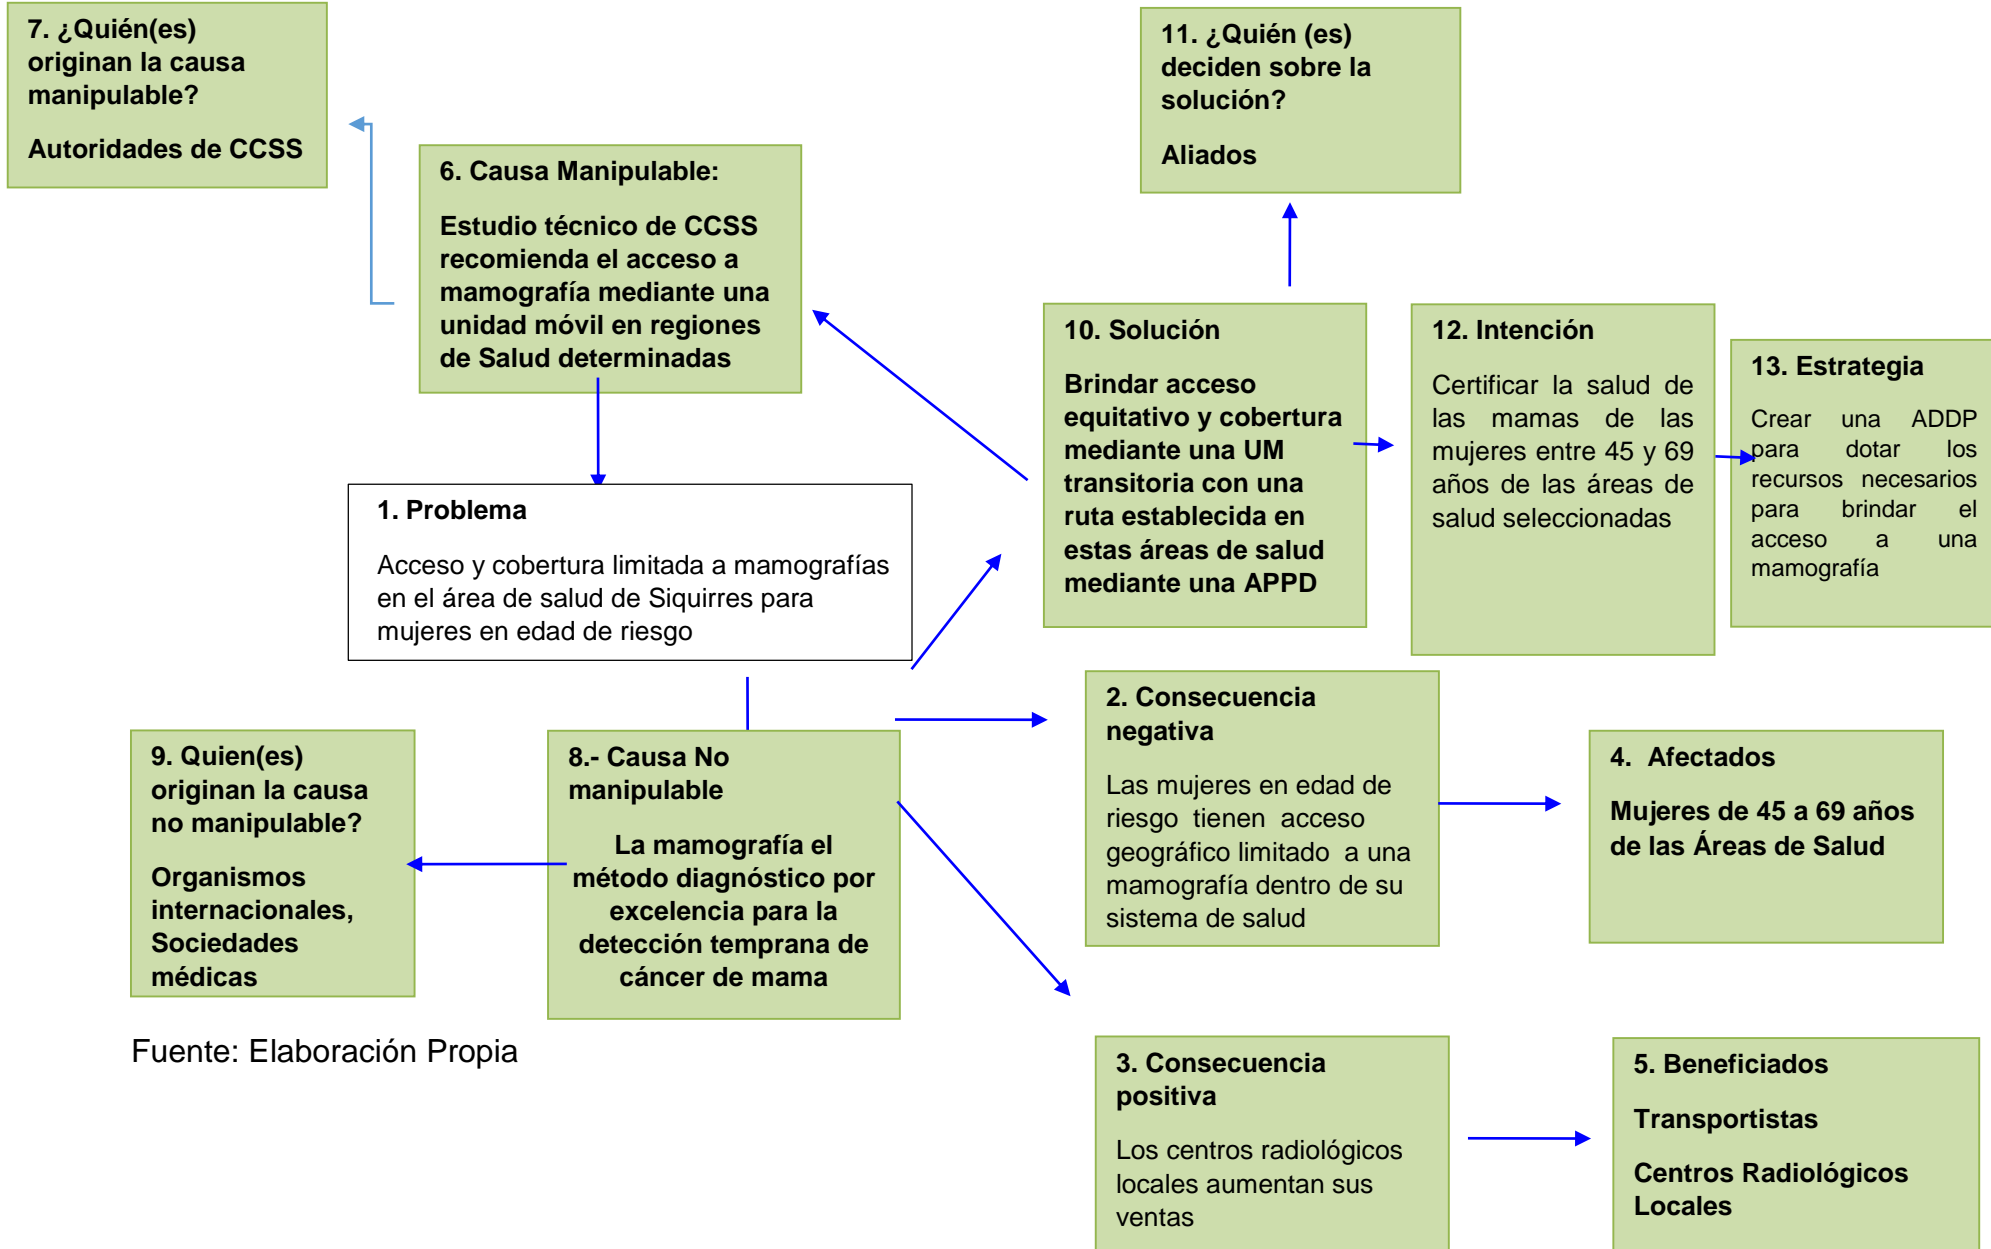 7. ¿Quién(es)
originan la causa
manipulable?
Autoridades de CCSS
11. ¿Quién (es)
deciden sobre la
solución?
Aliados
6. Causa Manipulable:
Estudio técnico de CCSS
recomienda el acceso a
mamografía mediante una
unidad móvil en regiones
de Salud determinadas
10. Solución
Brindar acceso
equitativo y cobertura
mediante una UM
transitoria con una
ruta establecida en
estas áreas de salud
mediante una APPD
12. Intención
Certificar la salud de
las mamas de las
mujeres entre 45 y 69
años de las áreas de
salud seleccionadas
13. Estrategia
Crear una ADDP
para dotar los
recursos necesarios
para brindar el
acceso a una
mamografía
1. Problema
Acceso y cobertura limitada a mamografías
en el área de salud de Siquirres para
mujeres en edad de riesgo
2. Consecuencia
negativa
Las mujeres en edad de
riesgo tienen acceso
geográfico limitado a una
mamografía dentro de su
sistema de salud
4. Afectados
Mujeres de 45 a 69 años
de las Áreas de Salud
9. Quien(es)
originan la causa
no manipulable?
Organismos
internacionales,
Sociedades
médicas
8.- Causa No
manipulable
La mamografía el
método diagnóstico por
excelencia para la
detección temprana de
cáncer de mama
Fuente: Elaboración Propia
3. Consecuencia
positiva
Los centros radiológicos
locales aumentan sus
ventas
5. Beneficiados
Transportistas
Centros Radiológicos
Locales